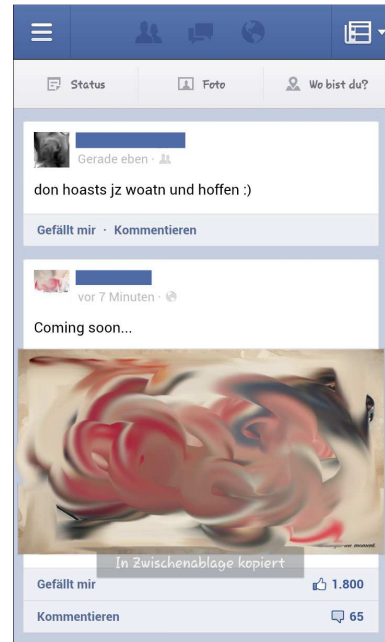 Status
Foto
Wo bist du?
Gerade eben ·
don hoasts jz woatn und hoffen :)
Gefällt mir · Kommentieren
vor 7 Minuten ·
Coming soon...
In Zwischenablage kopiert
Gefällt mir
1.800
Kommentieren
65